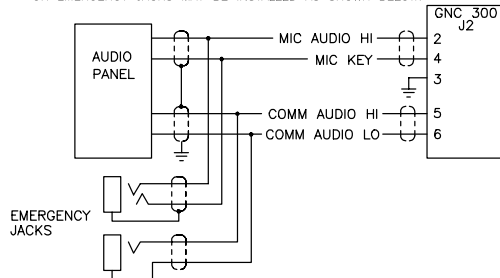 GNC 300
J2
AUDIO
PANEL
MIC AUDIO HI
2
MIC KEY
4
3
COMM AUDIO HI
5
COMM AUDIO LO
6
EMERGENCY
JACKS